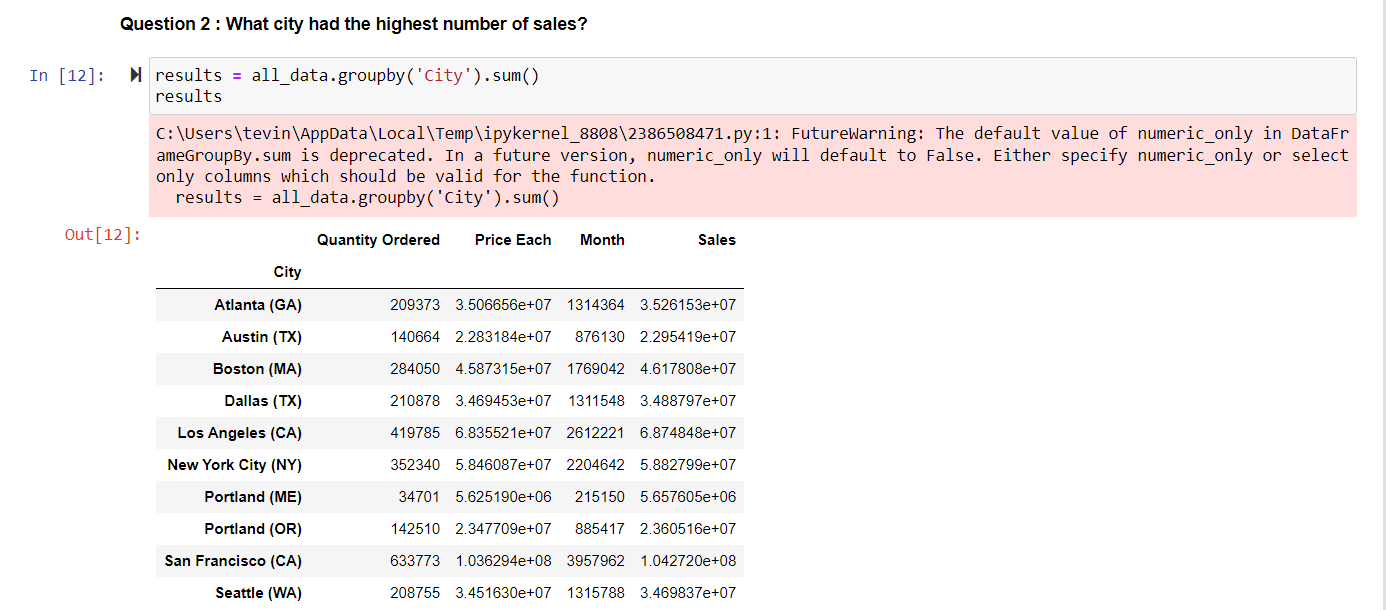 Question 2 : What city had the highest number of sales?
In [12]: results = all_data.groupby('City').sum()
results
C:\Users\tevin\AppData\Local\Temp\ipykernel_8808\2386508471.py:1: FutureWarning: The default value of numeric_only in DataFr
ameGroupBy.sum is deprecated. In a future version, numeric_only will default to False. Either specify numeric_only or select
only columns which should be valid for the function.
results = all_data.groupby('City').sum()
Out[12]:
Quantity Ordered Price Each Month Sales
City
Atlanta (GA) 209373 3.506656e+07 1314364 3.526153e+07
Austin (TX) 140664 2.283184e+07 876130 2.295419e+07
Boston (MA) 284050 4.587315e+07 1769042 4.617808e+07
Dallas (TX) 210878 3.469453e+07 1311548 3.488797e+07
Los Angeles (CA) 419785 6.835521e+07 2612221 6.874848e+07
New York City (NY) 352340 5.846087e+07 2204642 5.882799e+07
Portland (ME) 34701 5.625190e+06 215150 5.657605e+06
Portland (OR) 142510 2.347709e+07 885417 2.360516e+07
San Francisco (CA) 633773 1.036294e+08 3957962 1.042720e+08
Seattle (WA) 208755 3.451630e+07 1315788 3.469837e+07